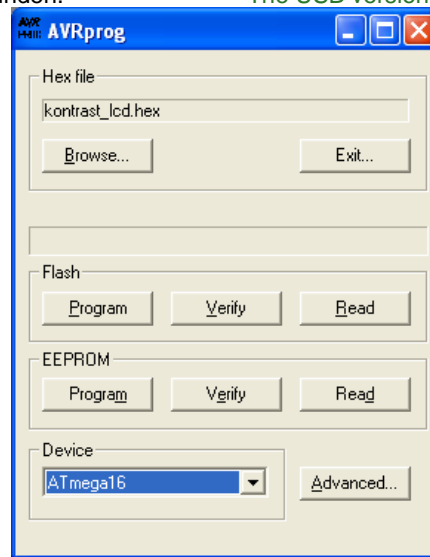 AVRprog
Hex file
kontrast_lcd.hex
Browse... Exit...
Flash
Program Verify Read
EEPROM
Program Verify Read
Device
ATmega16 Advanced...